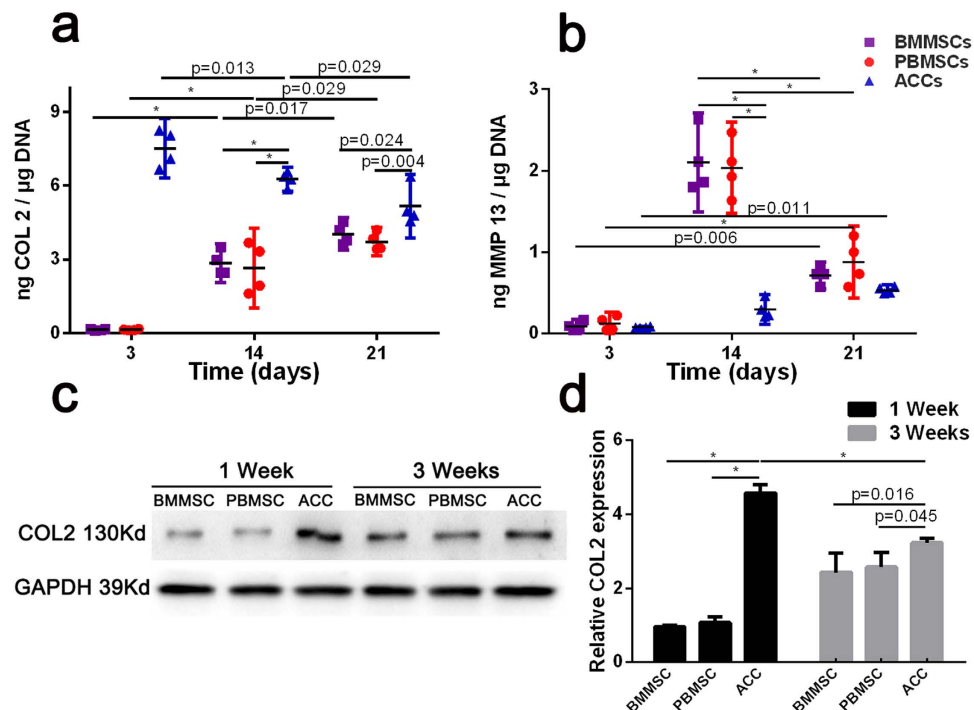 a
p=0.013
p=0.029
*
p=0.029
*
p=0.017
*
p=0.024
*
p=0.004
ng COL 2 / µg DNA
9
6
3
0
3
14
21
Time (days)
b
BMMSCs
PBMSCs
ACCs
*
*
*
*
p=0.011
*
p=0.006
ng MMP 13 / µg DNA
3
2
1
0
3
14
21
Time (days)
c
1 Week
3 Weeks
BMMSC PBMSC ACC BMMSC PBMSC ACC
COL2 130Kd
GAPDH 39Kd
d
1 Week
3 Weeks
*
*
*
p=0.016
p=0.045
Relative COL2 expression
6
4
2
0
BMMSC
PBMSC
ACC
BMMSC
PBMSC
ACC